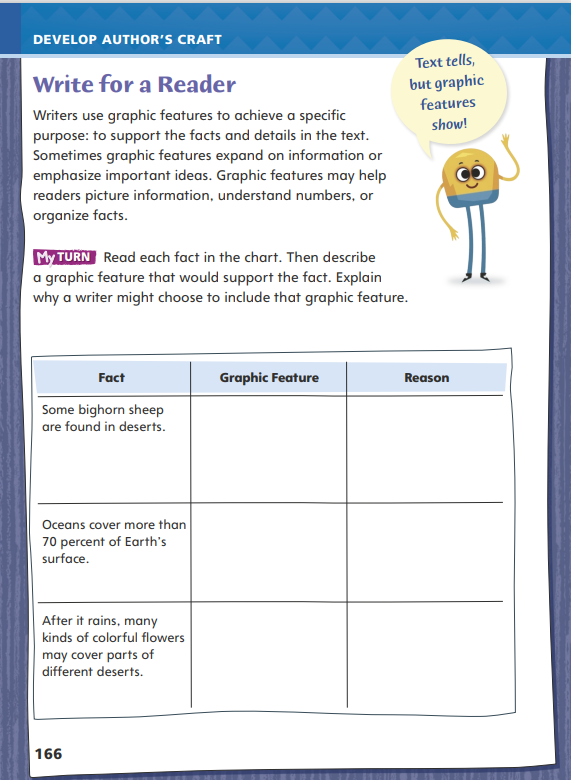 DEVELOP AUTHOR'S CRAFT
Write for a Reader
Text tells,
but graphic
features
show!
Writers use graphic features to achieve a specific
purpose: to support the facts and details in the text.
Sometimes graphic features expand on information or
emphasize important ideas. Graphic features may help
readers picture information, understand numbers, or
organize facts.
My TURN Read each fact in the chart. Then describe
a graphic feature that would support the fact. Explain
why a writer might choose to include that graphic feature.
Fact Graphic Feature Reason
Some bighorn sheep
are found in deserts.
Oceans cover more than
70 percent of Earth's
surface.
After it rains, many
kinds of colorful flowers
may cover parts of
different deserts.
166